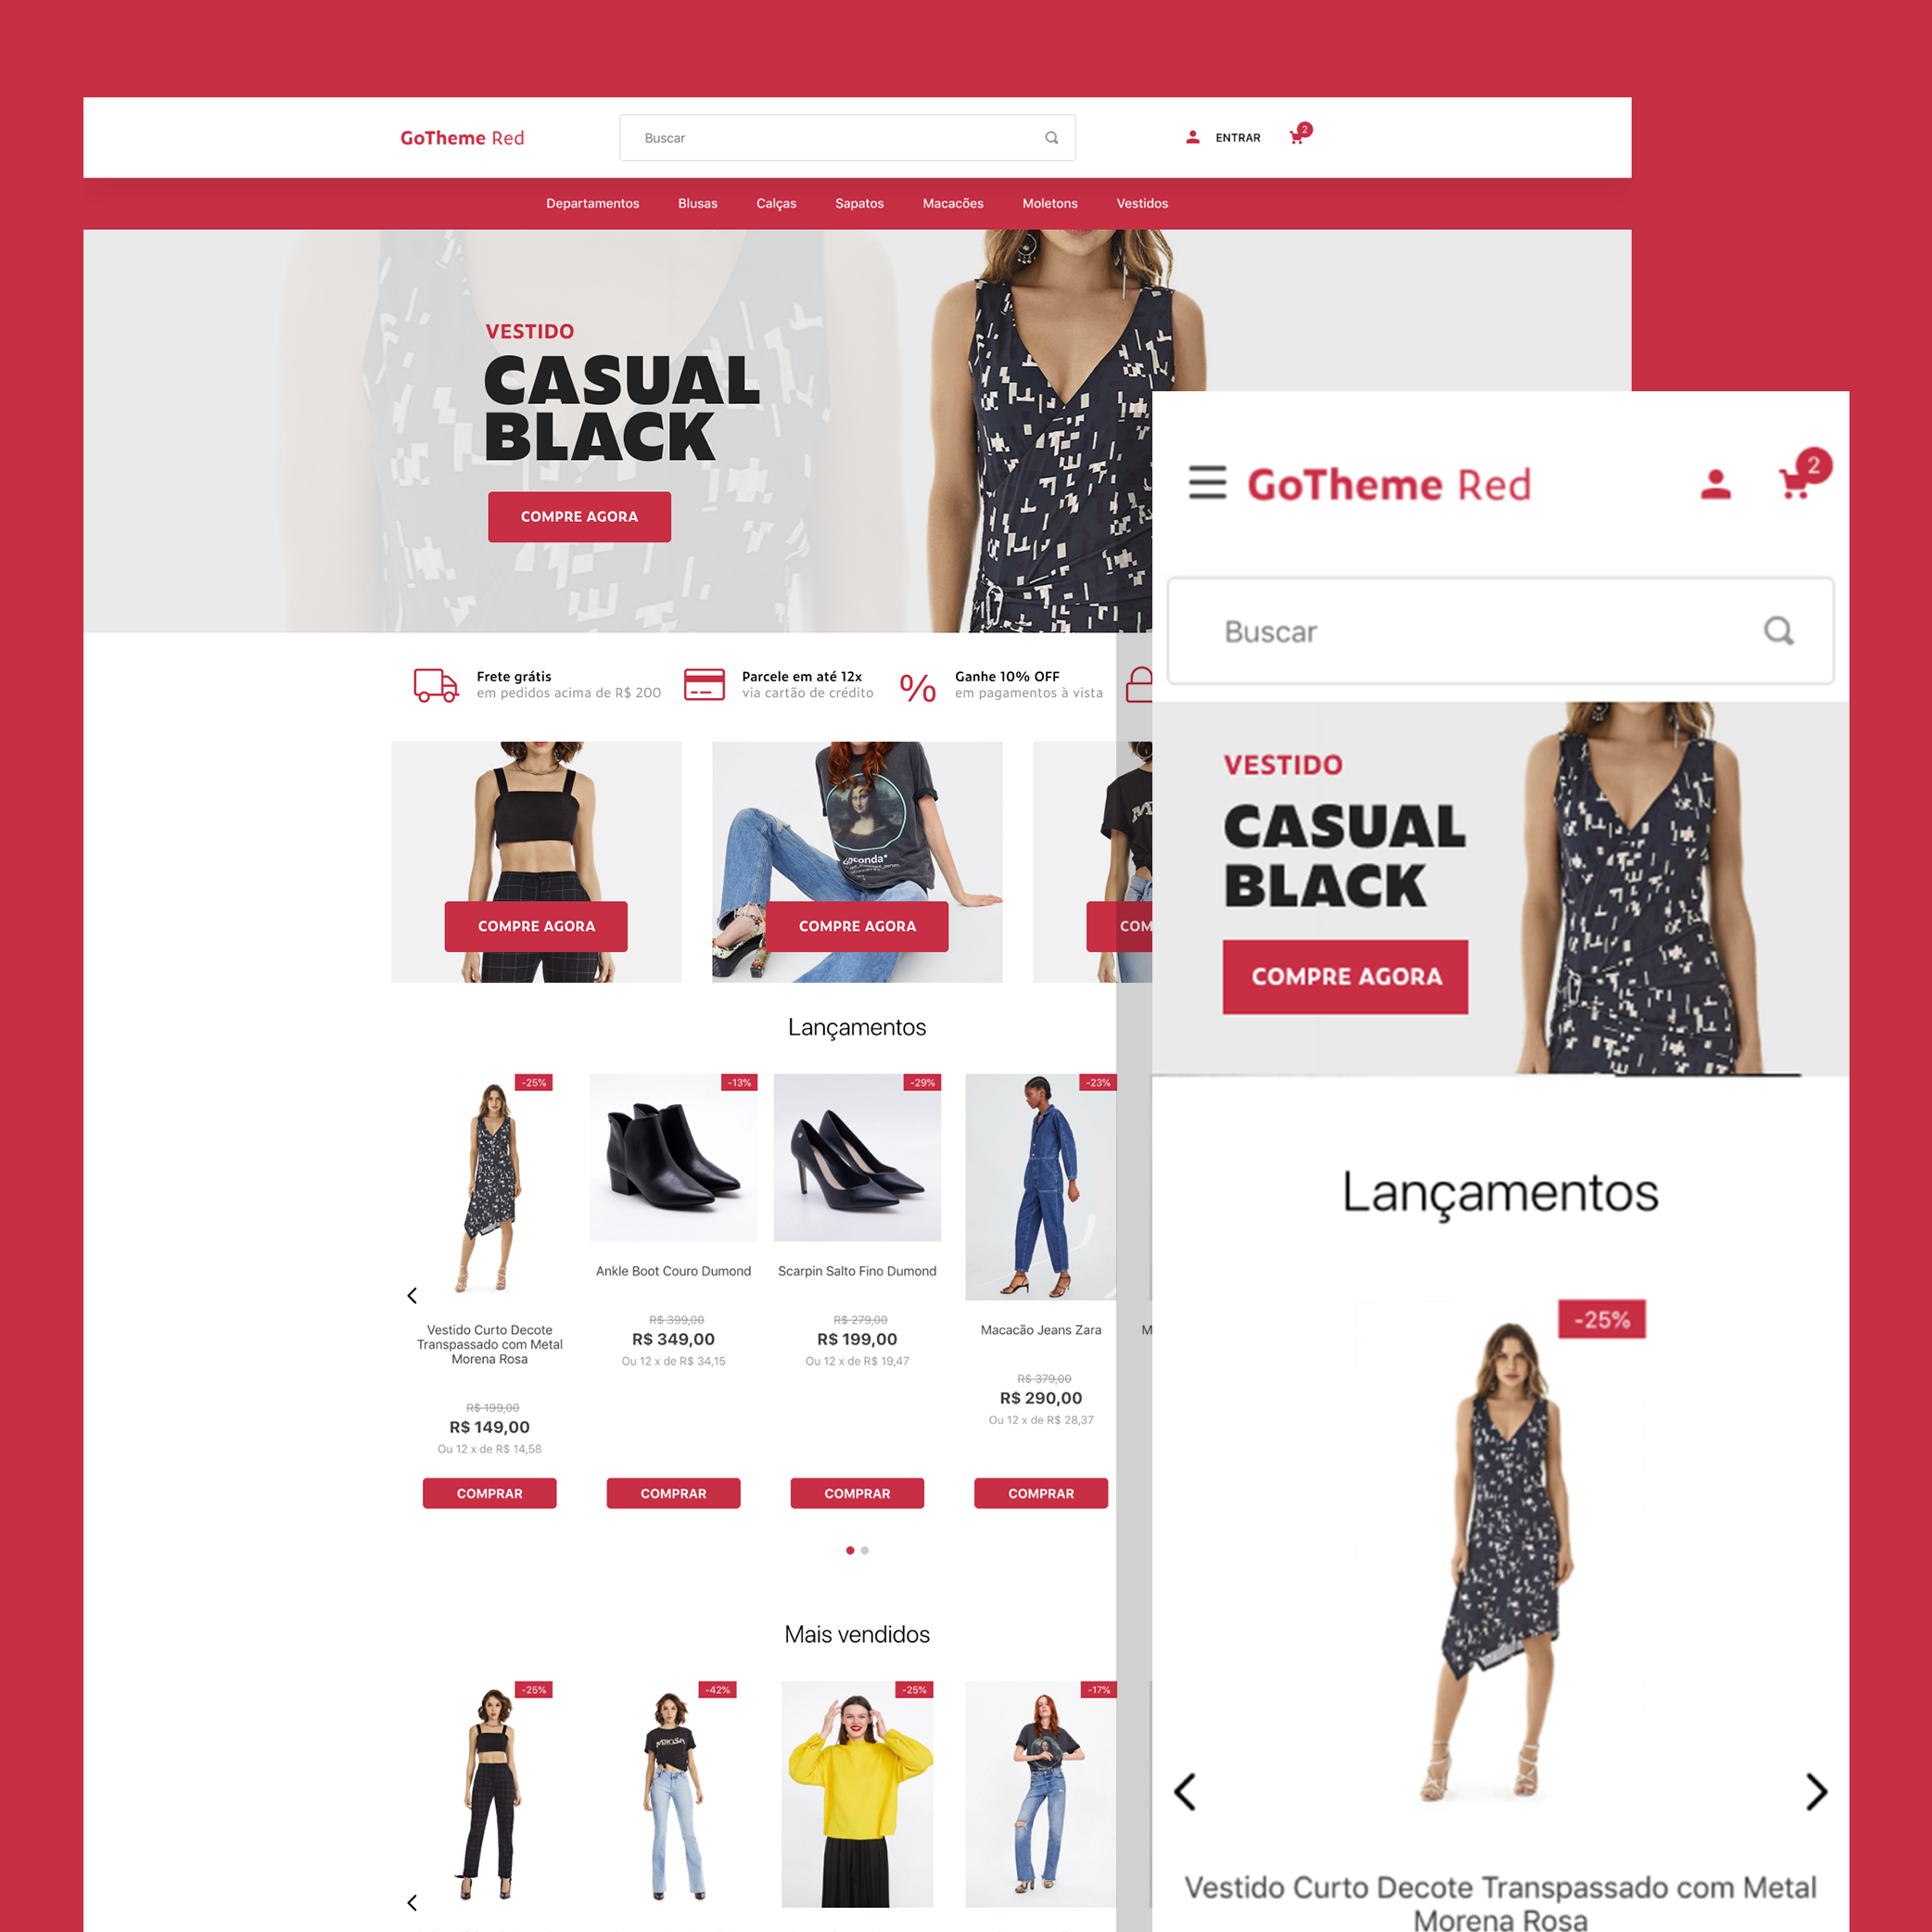 GoTheme Red
Buscar
ENTRAR
2
Departamentos Blusas Calças Sapatos Macacões Moletons Vestidos
VESTIDO
CASUAL
BLACK
COMPRE AGORA
Frete grátis
em pedidos acima de R$ 200
Parcele em até 12x
via cartão de crédito
%
Ganhe 10% OFF
em pagamentos à vista
COMPRE AGORA
COMPRE AGORA
Lançamentos
-25%
Vestido Curto Decote
Transpassado com Metal
Morena Rosa
R$ 199,00
R$ 149,00
Ou 12 x de R$ 14,58
COMPRAR
-13%
Ankle Boot Couro Dumond
R$ 399,00
R$ 349,00
Ou 12 x de R$ 34,15
COMPRAR
-29%
Scarpin Salto Fino Dumond
R$ 279,00
R$ 199,00
Ou 12 x de R$ 19,47
COMPRAR
-23%
Macacão Jeans Zara
R$ 379,00
R$ 290,00
Ou 12 x de R$ 28,37
COMPRAR
Mais vendidos
-25%
-42%
-25%
-17%
GoTheme Red
2
Buscar
VESTIDO
CASUAL
BLACK
COMPRE AGORA
Lançamentos
-25%
Vestido Curto Decote Transpassado com Metal
Morena Rosa